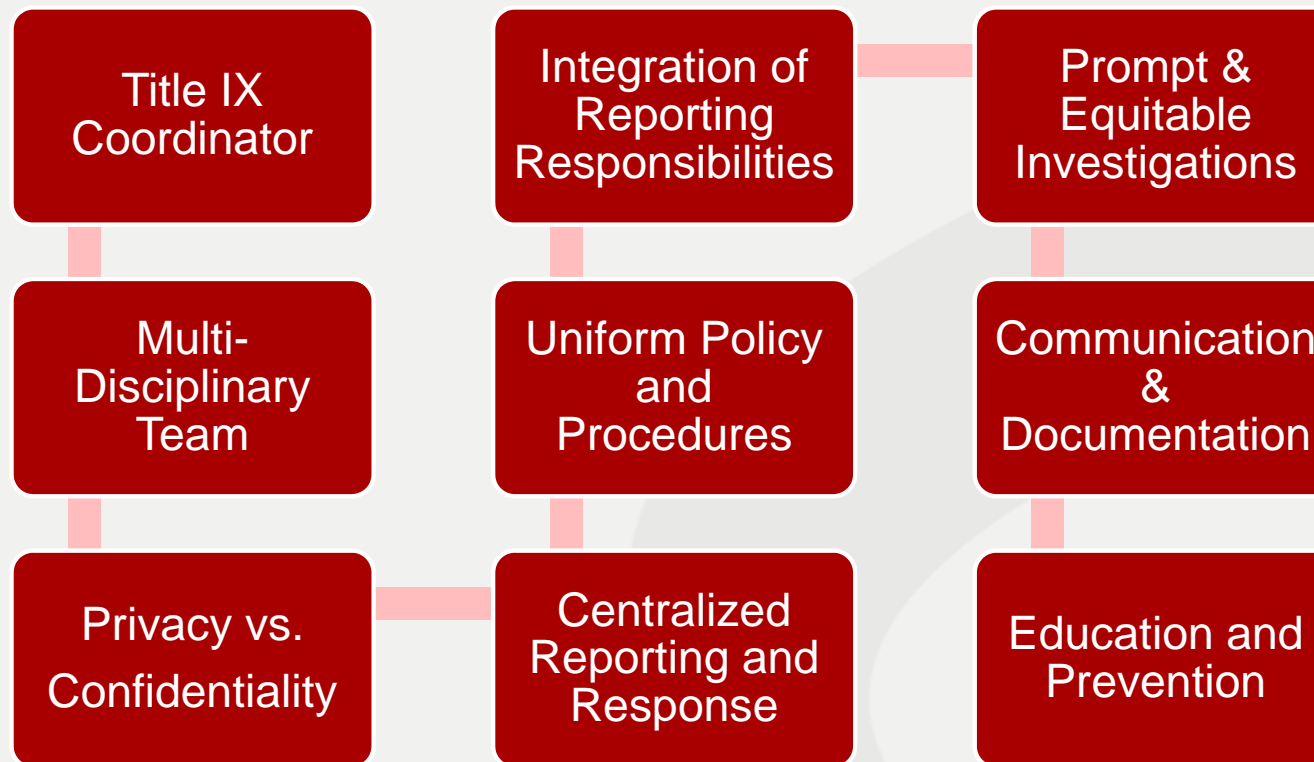 Title IX
Coordinator
Multi-
Disciplinary
Team
Privacy vs.
Confidentiality
Centralized
Reporting and
Response
Uniform Policy
and
Procedures
Integration of
Reporting
Responsibilities
Prompt &
Equitable
Investigations
Communication
&
Documentation
Education and
Prevention